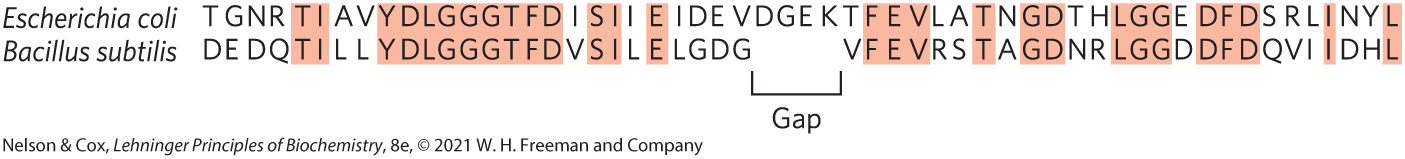 Escherichia coli TGNRTIAVYDLGGGTFDISIIEIDEVDGEKTFEVLATNGDTHLGGEDFDSRLINYL
Bacillus subtilis DEDQTILLYDLGGGTFDVSILELGDG VFEVRSTAGDNRLGGDDFDQVIIDHL
Gap
Nelson & Cox, Lehninger Principles of Biochemistry, 8e, © 2021 W. H. Freeman and Company